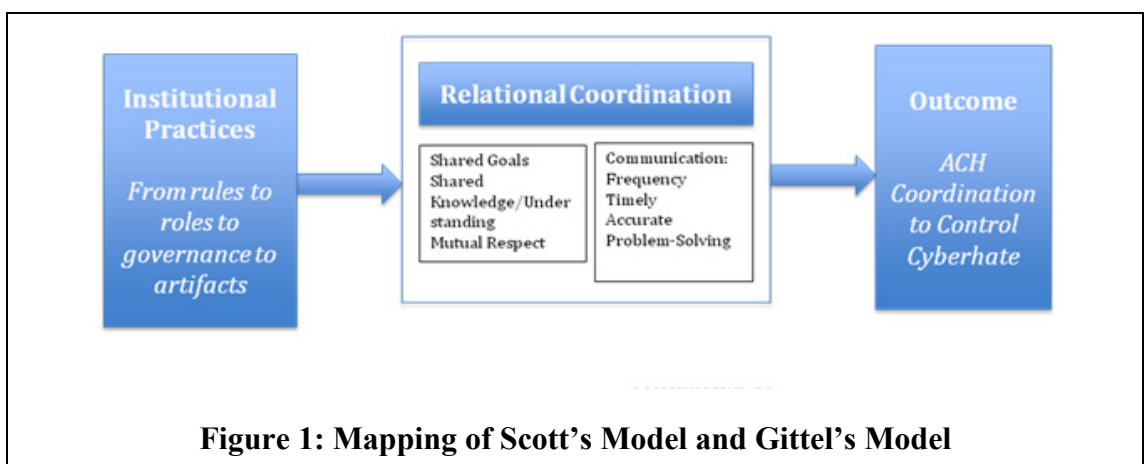 Institutional
Practices
From rules to
roles to
governance to
artifacts
Relational Coordination
Shared Goals
Shared
Knowledge/Under
standing
Mutual Respect
Communication:
Frequency
Timely
Accurate
Problem-Solving
Outcome
ACH
Coordination
to Control
Cyberhate
Figure 1: Mapping of Scott’s Model and Gittel’s Model